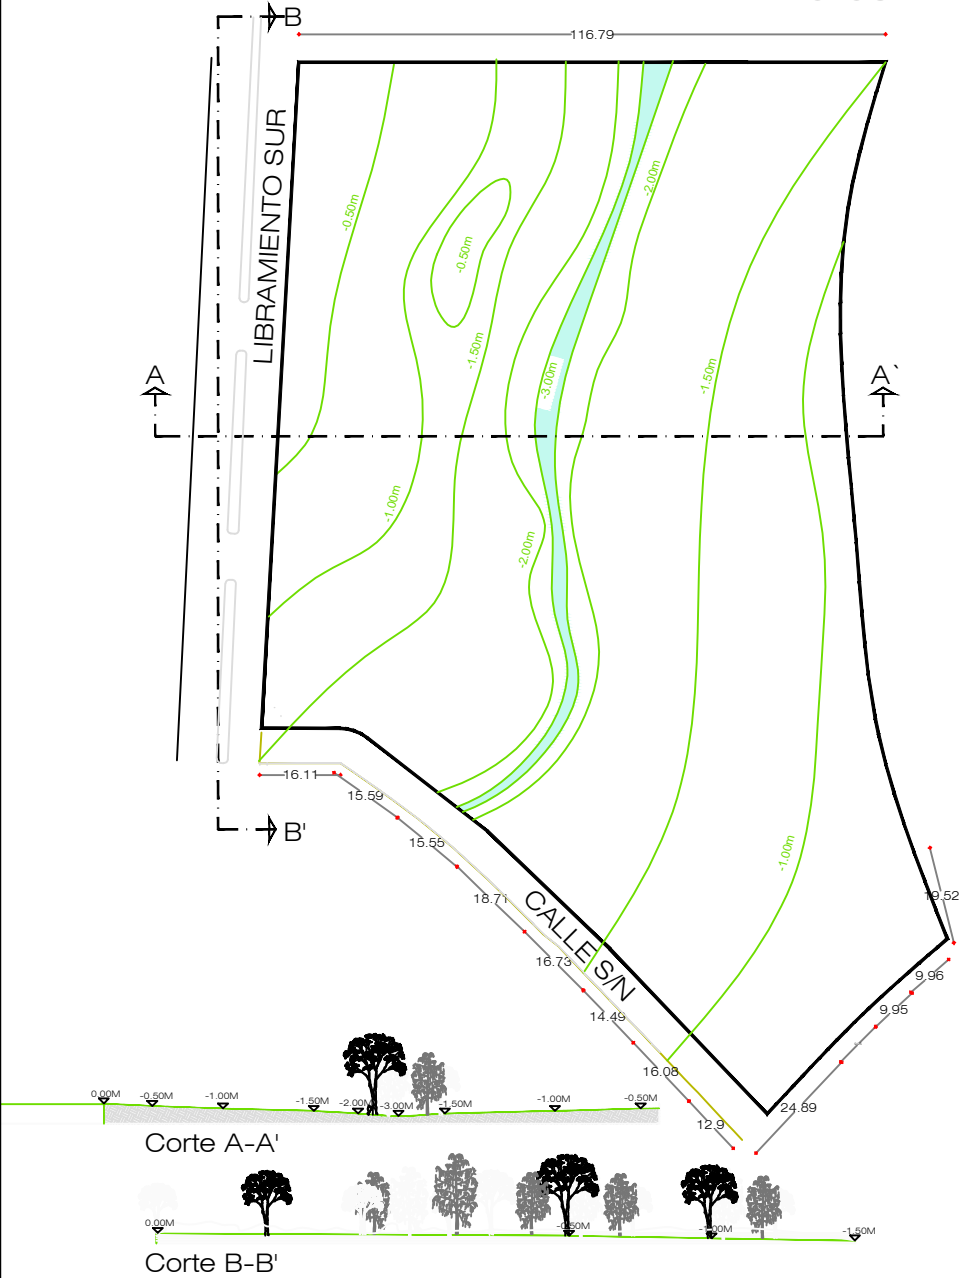 B
116.79
LIBRAMIENTO SUR
-0.50m
-2.00m
-0.50m
-1.50m
-3.00m
-1.50m
A
A`
-1.00m
-2.00m
16.11
15.59
B'
15.55
-1.00m
18.71
CALLE S/N
19.52
16.73
9.96
14.49
9.95
16.08
24.89
12.9
0.00M
-0.50M
-1.00M
-1.50M
-2.00M
-3.00M
-1.50M
-1.00M
-0.50M
Corte A-A'
0.00M
-0.50M
-1.00M
-1.50M
Corte B-B'